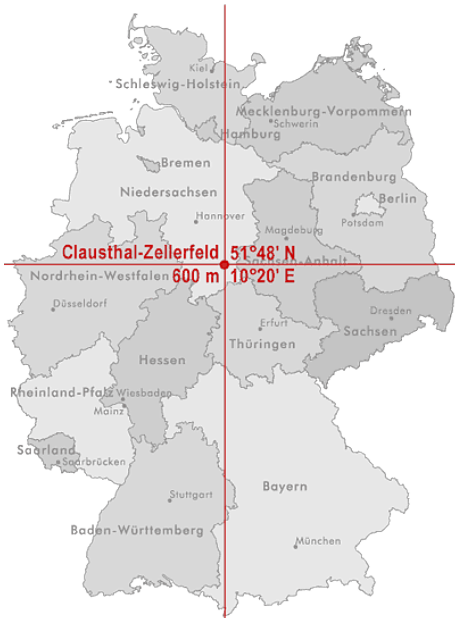 Kiel
Schleswig-Holstein
Mecklenburg-Vorpommern
Schwerin
Hamburg
Bremen
Niedersachsen
Brandenburg
Berlin
Hannover
Potsdam
Magdeburg
Clausthal-Zellerfeld 51°48' N
Sachsen-Anhalt
600 m 10°20' E
Nordrhein-Westfalen
Düsseldorf
Dresden
Erfurt
Sachsen
Thüringen
Hessen
Rheinland-Pfalz
Wiesbaden
Mainz
Saarland
Saarbrücken
Bayern
Stuttgart
Baden-Württemberg
München